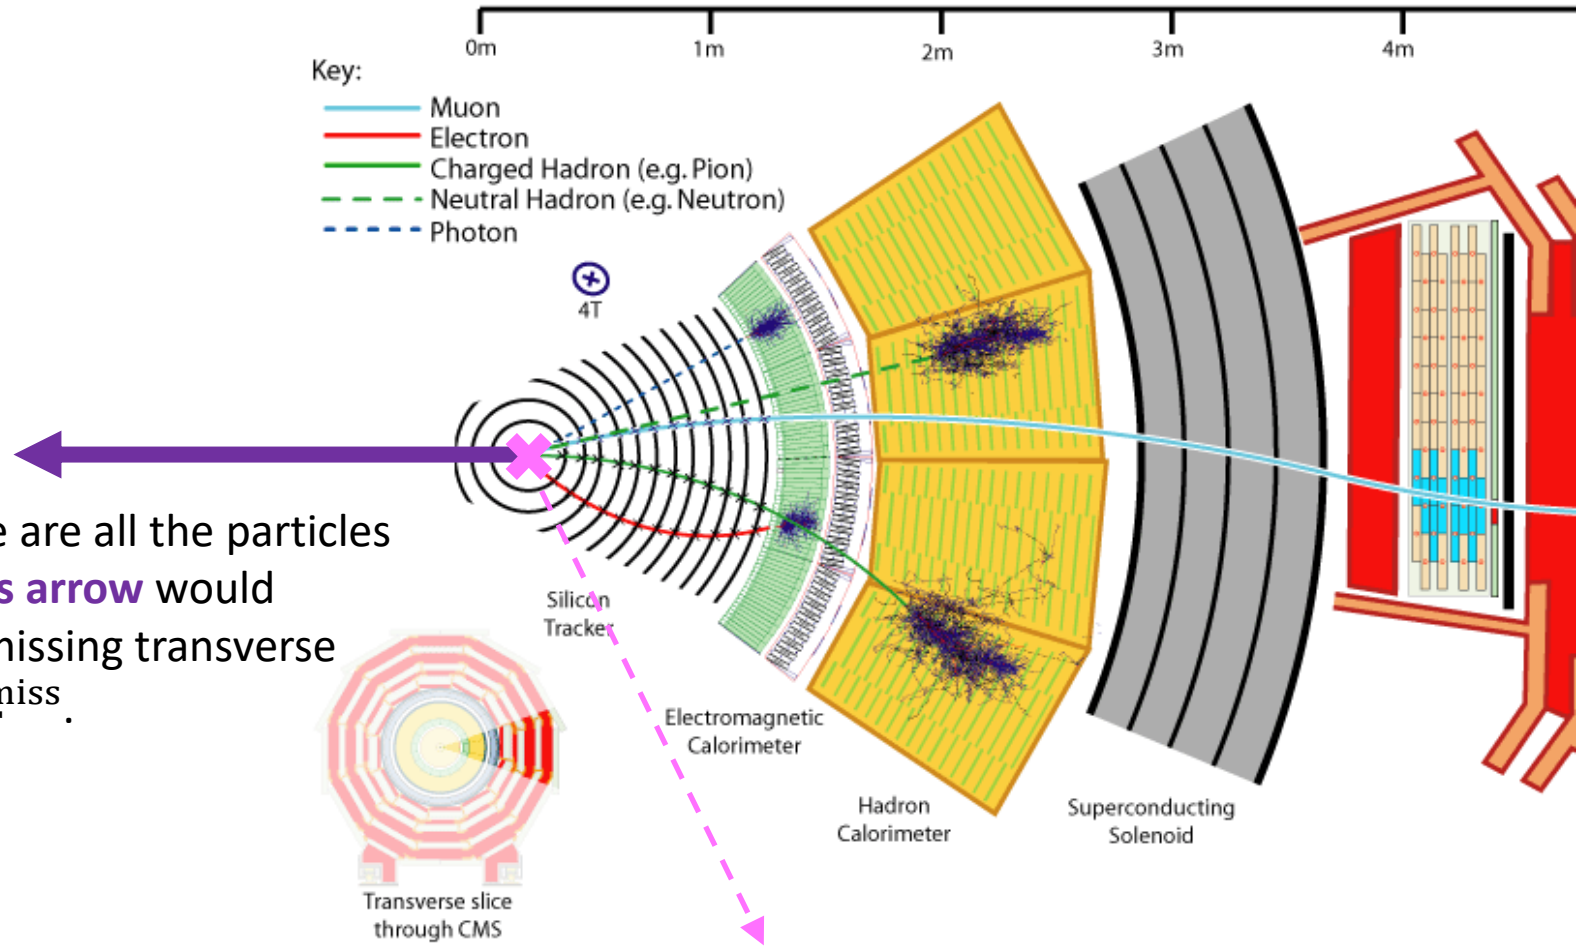 0m 1m 2m 3m 4m
Key:
Muon
Electron
Charged Hadron (e.g. Pion)
Neutral Hadron (e.g. Neutron)
Photon
4T
are all the particles
arrow would
transverse
miss
Silicon
Tracker
Electromagnetic
Calorimeter
Hadron
Calorimeter
Superconducting
Solenoid
Transverse slice
through CMS